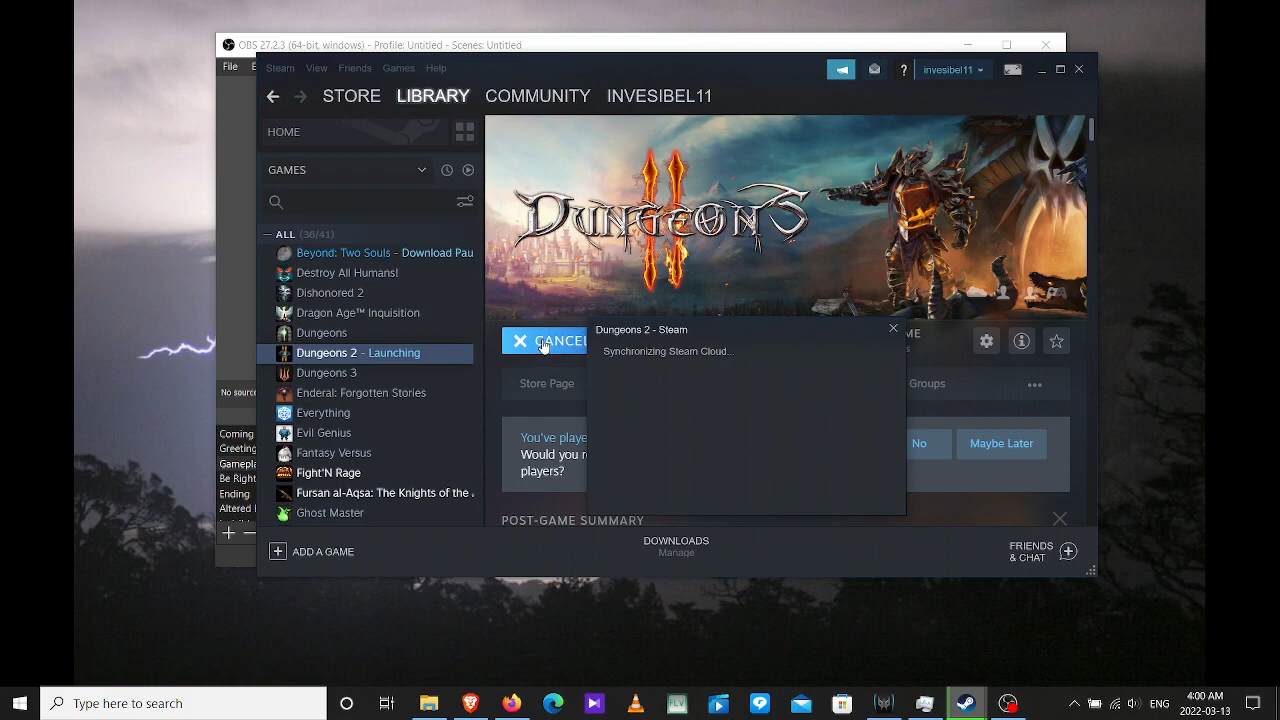 OBS 27.2.3 (64-bit, windows) - Profile: Untitled - Scenes: Untitled
File
Steam View Friends Games Help
? invesibel11
STORE LIBRARY COMMUNITY INVESIBEL11
HOME
GAMES
ALL (36/41)
Beyond: Two Souls - Download Pau
Destroy All Humans!
Dishonored 2
Dragon Age™ Inquisition
Dungeons
Dungeons 2 - Launching
Dungeons 3
Enderal: Forgotten Stories
Everything
Evil Genius
Fantasy Versus
Fight'N Rage
Fursan al-Aqsa: The Knights of the
Ghost Master
ADD A GAME
DUNGEONS II
CANCEL
Dungeons 2 - Steam
Synchronizing Steam Cloud...
ME
s
Store Page
Groups
You've playe
Would you r
players?
No
Maybe Later
POST-GAME SUMMARY
DOWNLOADS
Manage
FRIENDS
& CHAT
No source
Coming
Greeting
Gamepla
Be Right
Ending
Altered
Type here to search
FLV
ENG
4:00 AM
2022-03-13